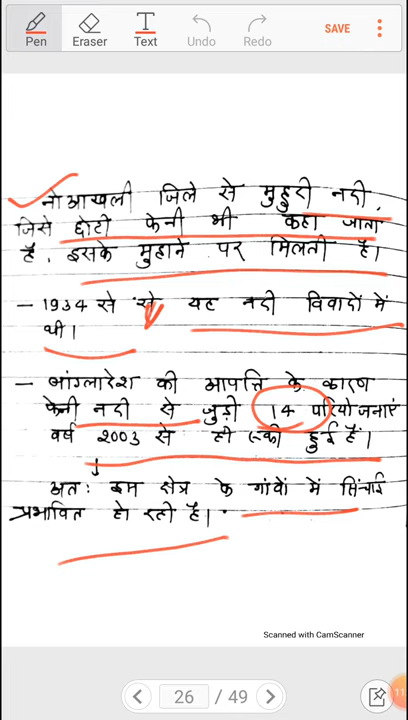 Pen Eraser Text Undo Redo SAVE
नोआखली जिले से मुहुरी नदी,
जिसे छोटी फेनी भी कहा जाता
है, इसके मुहाने पर मिलती है।
- 1934 से से यह नदी विवादों में
थी।
- बांग्लादेश की आपत्ति के कारण
फेनी नदी से जुड़ी 14 परियोजनाएं
वर्ष 2003 से ही रूकी हुई हैं।
अतः इस क्षेत्र के गांवों में सिंचाई
प्रभावित हो रही है।
Scanned with CamScanner
26 / 49
11